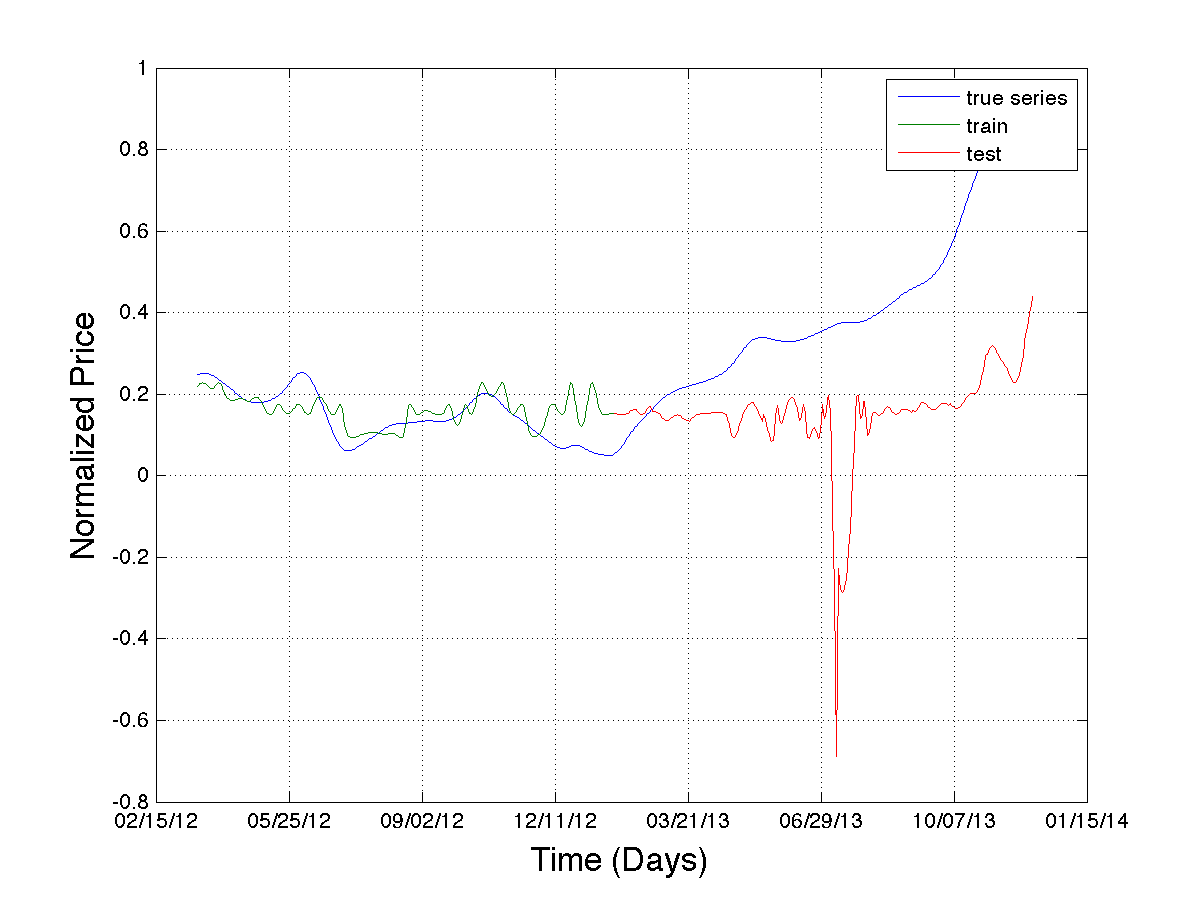 1
0.8
0.6
0.4
0.2
0
-0.2
-0.4
-0.6
-0.8
Normalized Price
true series
train
test
02/15/12 05/25/12 09/02/12 12/11/12 03/21/13 06/29/13 10/07/13 01/15/14
Time (Days)